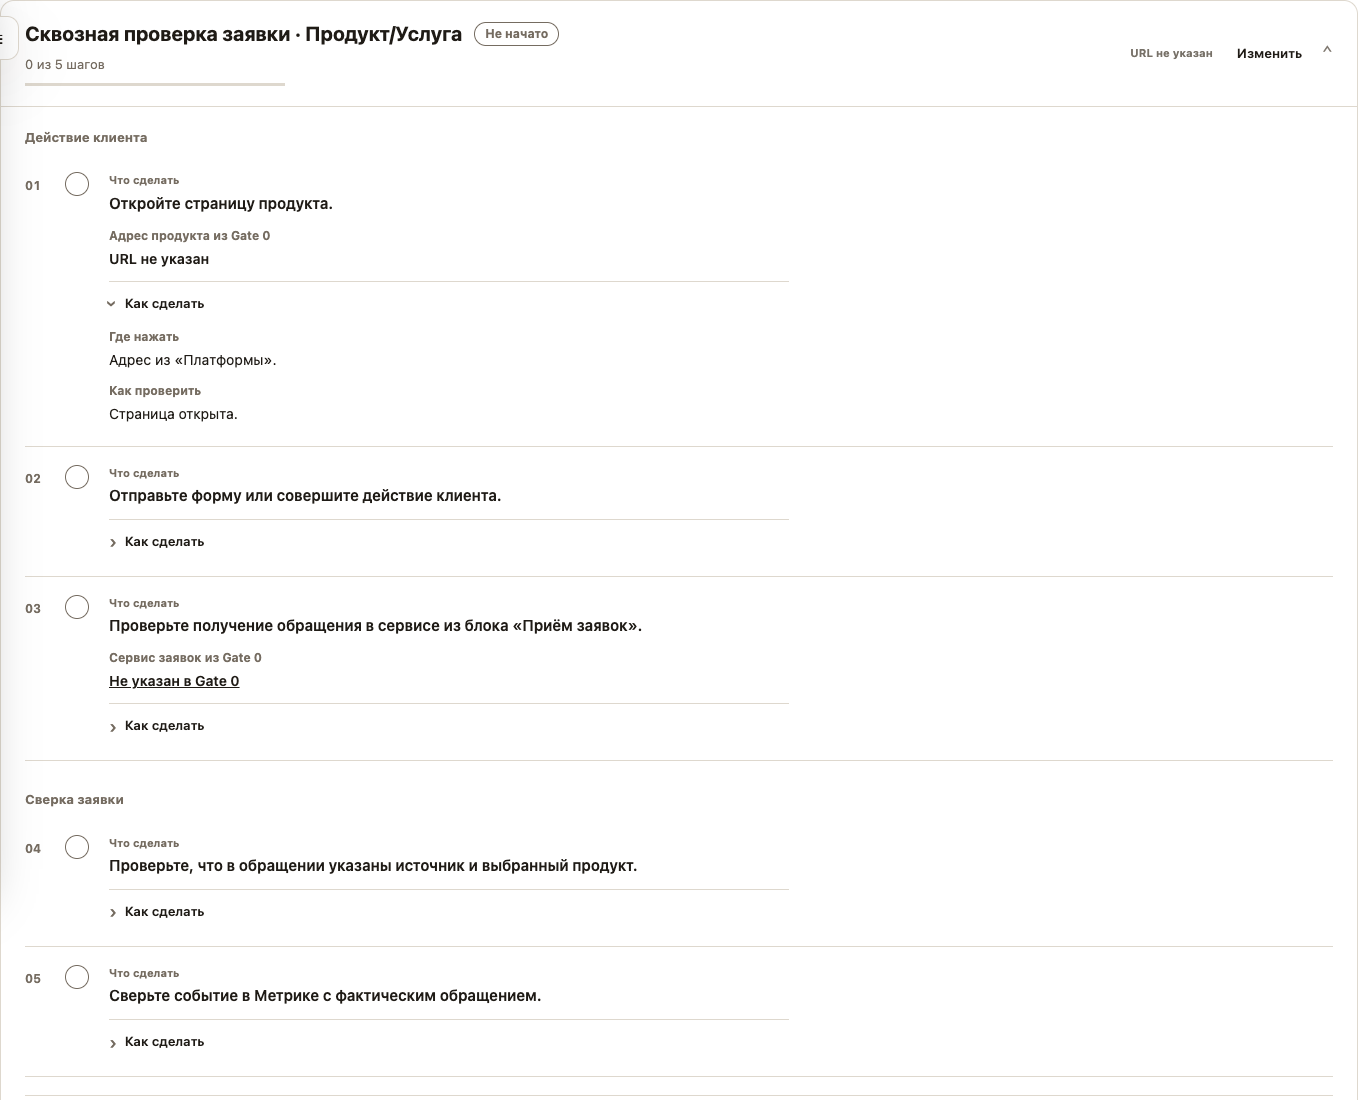 Сквозная проверка заявки · Продукт/Услуга
Не начато
0 из 5 шагов
URL не указан
Изменить
Действие клиента
01
Что сделать
Откройте страницу продукта.
Адрес продукта из Gate 0
URL не указан
Как сделать
Где нажать
Адрес из «Платформы».
Как проверить
Страница открыта.
02
Что сделать
Отправьте форму или совершите действие клиента.
Как сделать
03
Что сделать
Проверьте получение обращения в сервисе из блока «Приём заявок».
Сервис заявок из Gate 0
Не указан в Gate 0
Как сделать
Сверка заявки
04
Что сделать
Проверьте, что в обращении указаны источник и выбранный продукт.
Как сделать
05
Что сделать
Сверьте событие в Метрике с фактическим обращением.
Как сделать